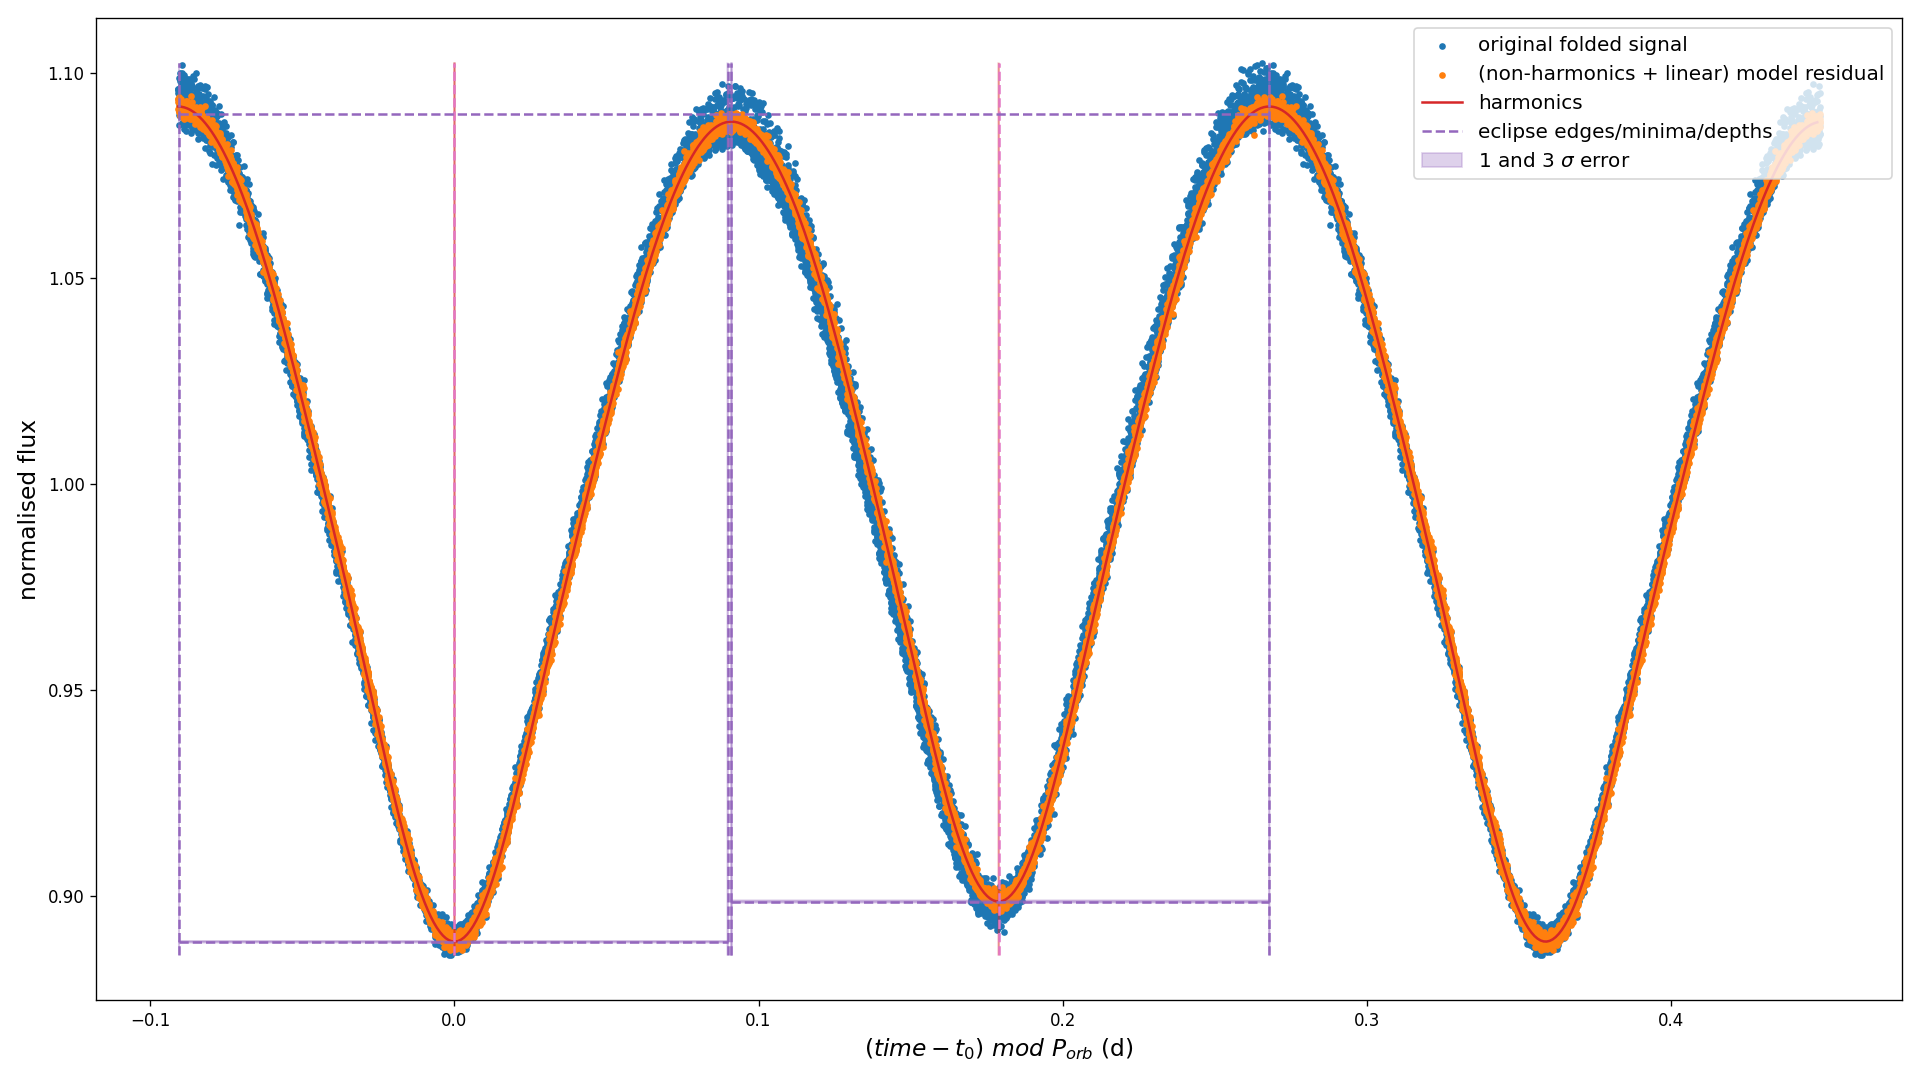 original folded signal
(non-harmonics + linear) model residual
harmonics
eclipse edges/minima/depths
1 and 3 σ error
normalised flux
1.10
1.05
1.00
0.95
0.90
−0.1
0.0
0.1
0.2
0.3
0.4
(time − t₀) mod Pₒᵣb (d)